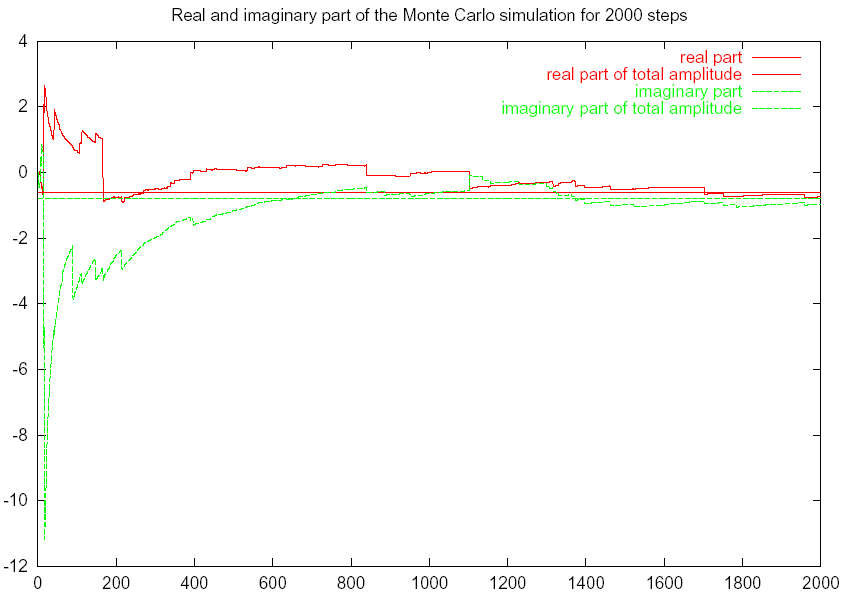 Real and imaginary part of the Monte Carlo simulation for 2000 steps
4
2
0
-2
-4
-6
-8
-10
-12
real part
real part of total amplitude
imaginary part
imaginary part of total amplitude
0 200 400 600 800 1000 1200 1400 1600 1800 2000